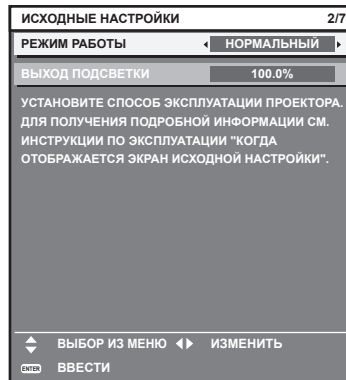 ИСХОДНЫЕ НАСТРОЙКИ 2/7
РЕЖИМ РАБОТЫ НОРМАЛЬНЫЙ
ВЫХОД ПОДСВЕТКИ 100.0%
УСТАНОВИТЕ СПОСОБ ЭКСПЛУАТАЦИИ ПРОЕКТОРА.
ДЛЯ ПОЛУЧЕНИЯ ПОДРОБНОЙ ИНФОРМАЦИИ СМ.
ИНСТРУКЦИИ ПО ЭКСПЛУАТАЦИИ "КОГДА
ОТОБРАЖАЕТСЯ ЭКРАН ИСХОДНОЙ НАСТРОЙКИ".
ВЫБОР ИЗ МЕНЮ ИЗМЕНИТЬ
ENTER ВВЕСТИ